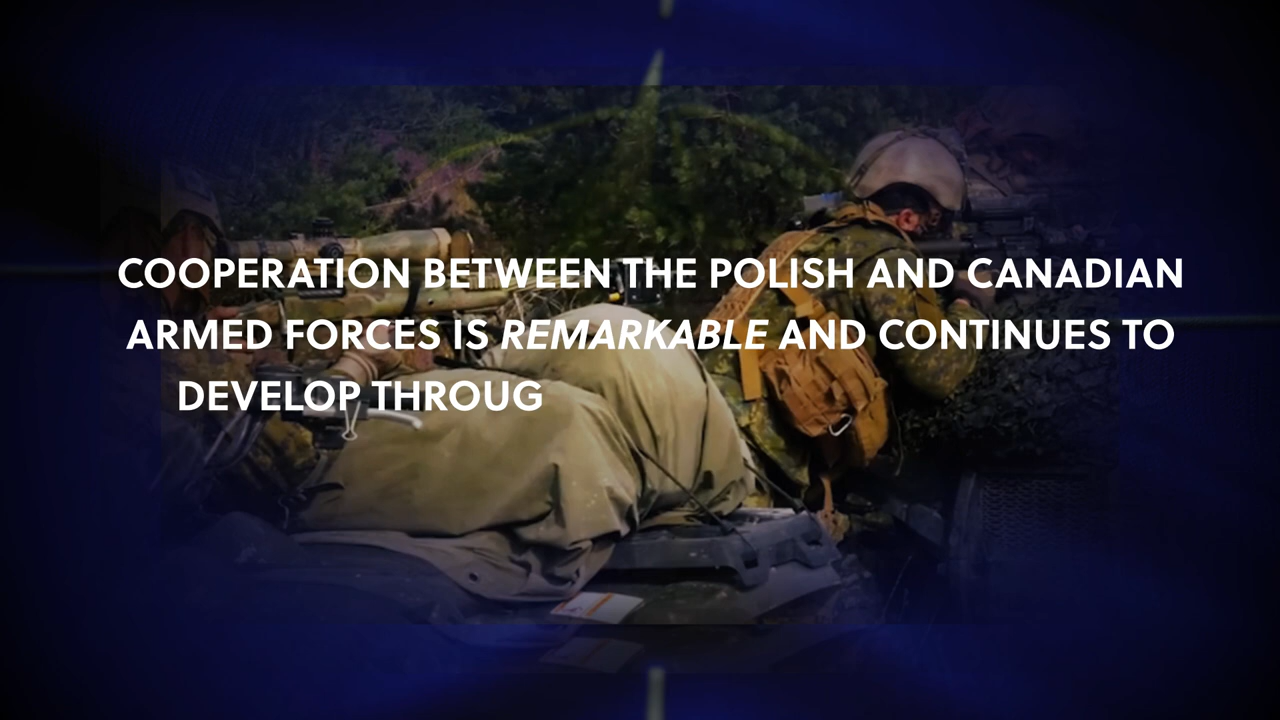 COOPERATION BETWEEN THE POLISH AND CANADIAN
ARMED FORCES IS REMARKABLE AND CONTINUES TO
DEVELOP THROUG